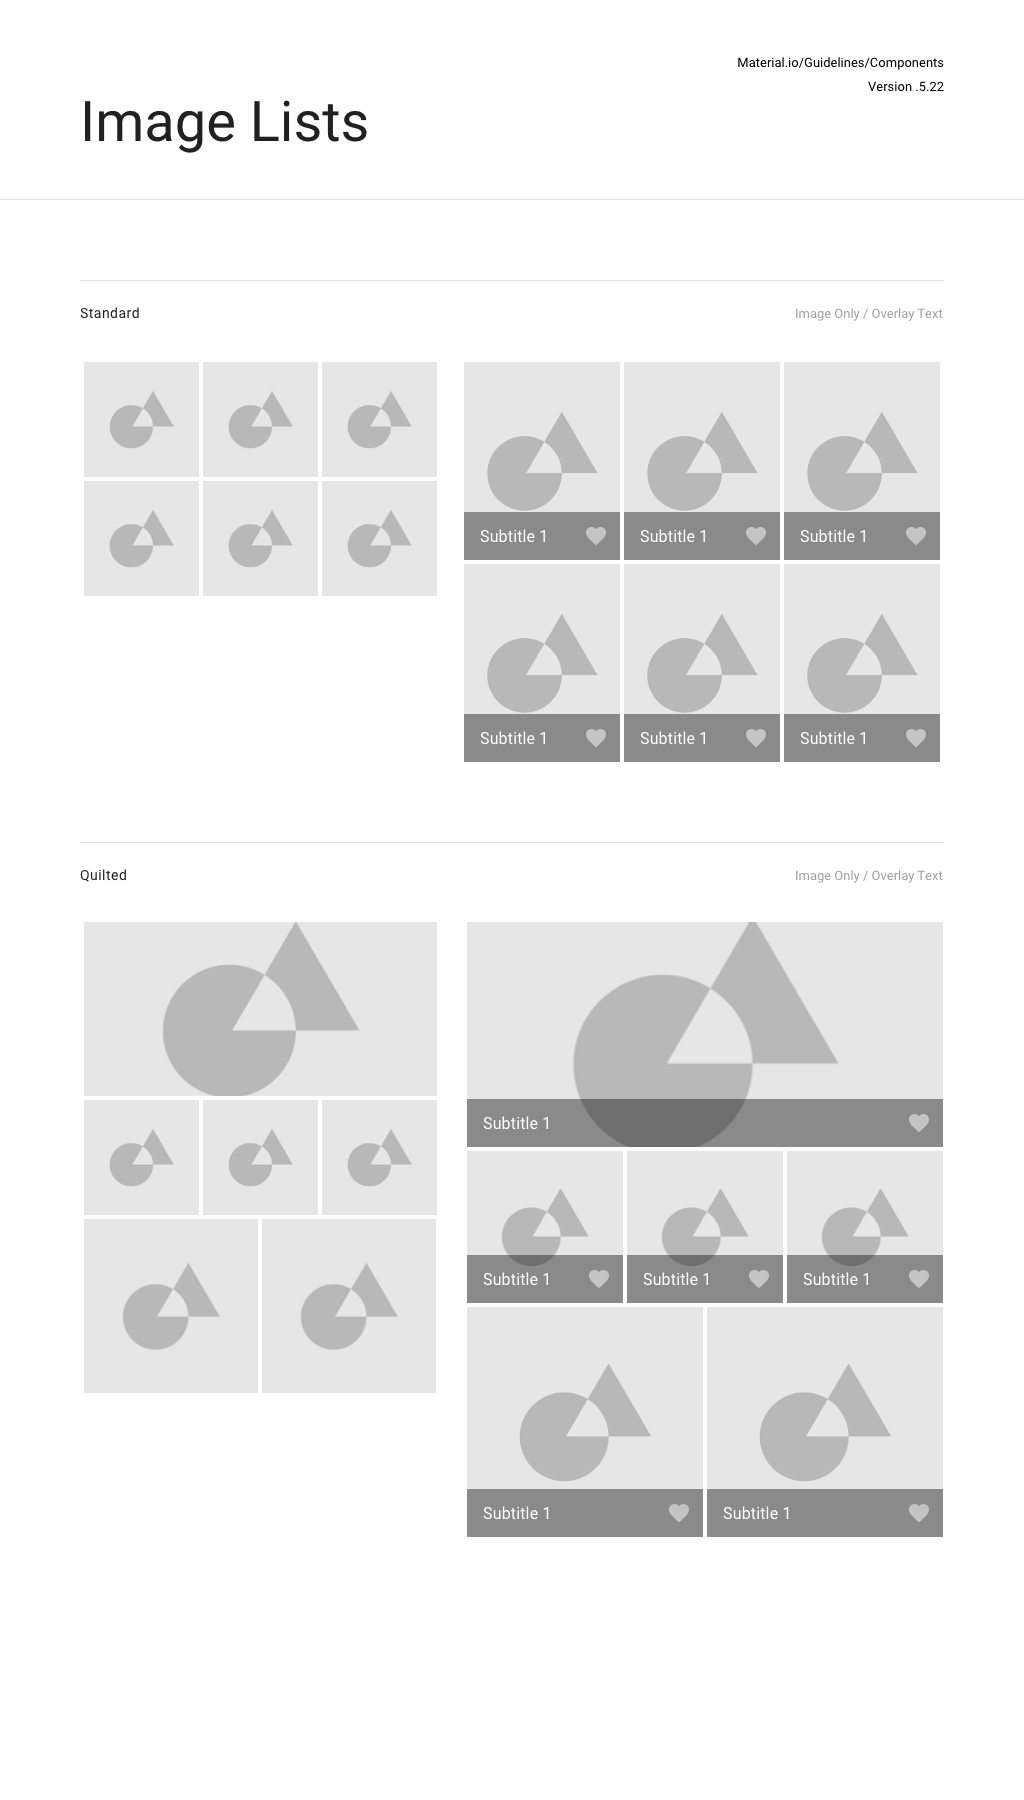 Material.io/Guidelines/Components
Version .5.22
Image Lists
Standard
Image Only / Overlay Text
Subtitle 1
Subtitle 1
Subtitle 1
Subtitle 1
Subtitle 1
Subtitle 1
Quilted
Image Only / Overlay Text
Subtitle 1
Subtitle 1
Subtitle 1
Subtitle 1
Subtitle 1
Subtitle 1